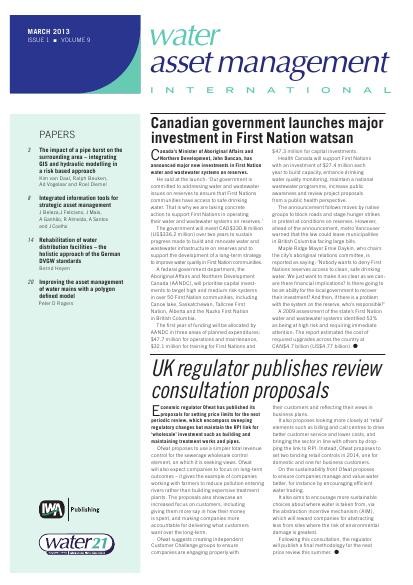 MARCH 2013
ISSUE 1 ■ VOLUME 9
water
asset management
INTERNATIONAL
PAPERS
2 The impact of a pipe burst on the
surrounding area – integrating
GIS and hydraulic modelling in
a risk based approach
Kim van Daal, Ralph Beuken,
Ad Vogelaar and Roel Diemel
8 Integrated information tools for
strategic asset management
J Beleza, J Feliciano, J Maia,
A Ganhão, R Almeida, A Santos
and J Coelho
14 Rehabilitation of water
distribution facilities – the
holistic approach of the German
DVGW standards
Bernd Heyen
20 Improving the asset management
of water mains with a polygon
defined model
Peter D Rogers
IWA Publishing
water21
Canadian government launches major
investment in First Nation watsan
Canada's Minister of Aboriginal Affairs and
Northern Development, John Duncan, has
announced major new investments in First Nation
water and wastewater systems on reserves.
He said at the launch: 'Our government is
committed to addressing water and wastewater
issues on reserves to ensure that First Nations
communities have access to safe drinking
water. That is why we are taking concrete
action to support First Nations in operating
their water and wastewater systems on reserves.'
The government will invest CA$330.8 million
(US$336.2 million) over two years to sustain
progress made to build and renovate water and
wastewater infrastructure on reserves and to
support the development of a long-term strategy
to improve water quality in First Nation communities.
A federal government department, the
Aboriginal Affairs and Northern Development
Canada (AANDC), will prioritise capital invest-
ments to target high and medium risk systems
in over 50 First Nation communities, including
Canoe lake, Saskatchewan, Tallcree First
Nation, Alberta and the Nazko First Nation
in British Columbia.
The first year of funding will be allocated by
AANDC in three areas of planned expenditures:
$47.7 million for operations and maintenance,
$32.1 million for training for First Nations and
$47.3 million for capital investments.
Health Canada will support First Nations
with an investment of $27.4 million each
year to build capacity, enhance drinking
water quality monitoring, maintain a national
wastewater programme, increase public
awareness and review project proposals
from a public health perspective.
The announcement follows moves by native
groups to block roads and stage hunger strikes
in protest at conditions on reserves. However,
ahead of the announcement, metro Vancouver
warned that the law could leave municipalities
in British Columbia facing large bills.
Maple Ridge Mayor Ernie Daykin, who chairs
the city's aboriginal relations committee, is
reported as saying: 'Nobody wants to deny First
Nations reserves access to clean, safe drinking
water. We just want to make it as clear as we can –
are there financial implications? Is there going to
be an ability for the local government to recover
their investment? And then, if there is a problem
with the system on the reserve, who's responsible?'
A 2009 assessment of the state's First Nation
water and wastewater systems identified 53%
as being at high risk and requiring immediate
attention. The report estimated the cost of
required upgrades across the country at
CAN$4.7 billion (US$4.77 billion). ●
UK regulator publishes review
consultation proposals
Economic regulator Ofwat has published its
proposals for setting price limits for the next
periodic review, which encompass sweeping
regulatory changes but maintain the RPI link for
'wholesale' investment such as building and
maintaining treatment works and pipes.
Ofwat proposes to use a simpler total revenue
control for the sewerage wholesale control
element, on which it is seeking views. Ofwat
will also expect companies to focus on long-term
outcomes – it gives the example of companies
working with farmers to reduce pollution entering
rivers rather than building expensive treatment
plants. The proposals also showcase an
increased focus on customers, including
giving them more say in how their money
is spent, and making companies more
accountable for delivering what customers
want over the long-term.
Ofwat suggests creating independent
Customer Challenge groups to ensure
companies are engaging properly with
their customers and reflecting their views in
business plans.
It also proposes looking more closely at 'retail'
elements such as billing and call centres to drive
better customer service and lower costs, and
bringing the sector in line with others by drop-
ping the link to RPI. Instead, Ofwat proposes to
set two binding retail controls in 2014, one for
domestic and one for business customers.
On the sustainability front Ofwat proposes
to ensure companies manage and value water
better, for instance by encouraging efficient
water trading.
It also aims to encourage more sustainable
choices about where water is taken from, via
the abstraction incentive mechanism (AIM),
which will reward companies for abstracting
less from sites where the risk of environmental
damage is greatest.
Following this consultation, the regulator
will publish a final methodology for the next
price review this summer. ●